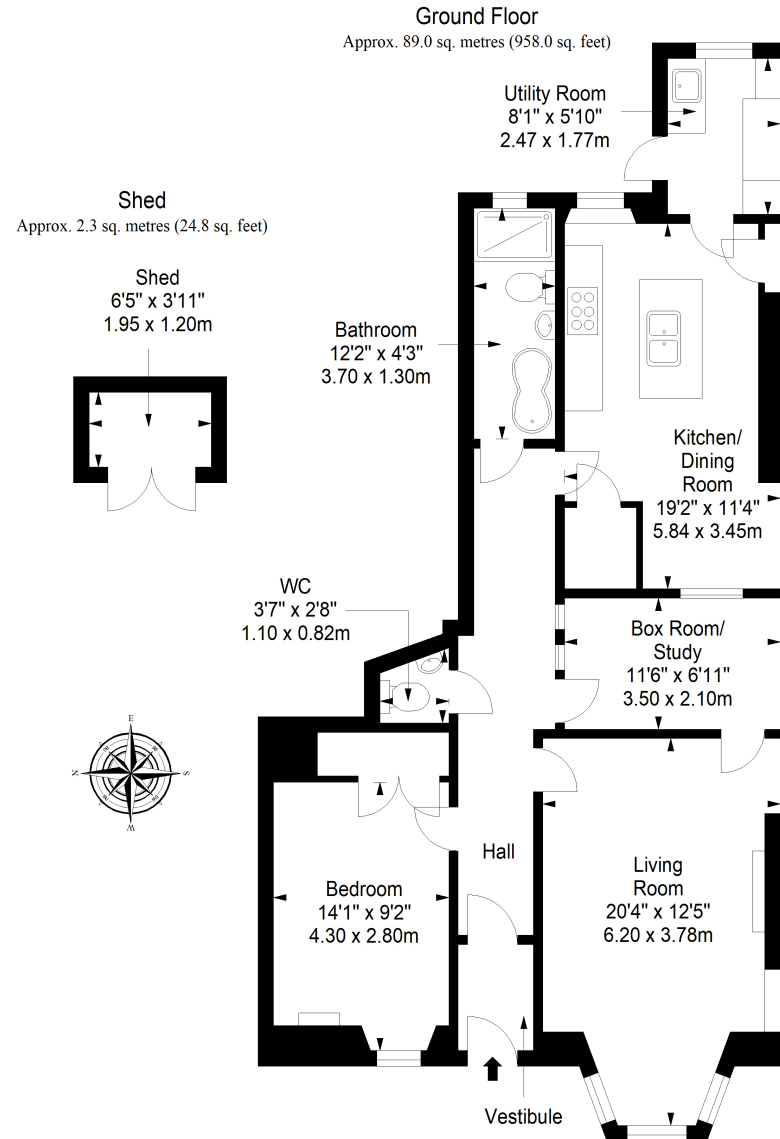 Ground Floor
Approx. 89.0 sq. metres (958.0 sq. feet)
Utility Room
8'1" x 5'10"
2.47 x 1.77m
Shed
Approx. 2.3 sq. metres (24.8 sq. feet)
Shed
6'5" x 3'11"
1.95 x 1.20m
Bathroom
12'2" x 4'3"
3.70 x 1.30m
Kitchen/
Dining
Room
19'2" x 11'4"
5.84 x 3.45m
WC
3'7" x 2'8"
1.10 x 0.82m
Box Room/
Study
11'6" x 6'11"
3.50 x 2.10m
E
N
S
W
Hall
Living
Room
20'4" x 12'5"
6.20 x 3.78m
Bedroom
14'1" x 9'2"
4.30 x 2.80m
Vestibule